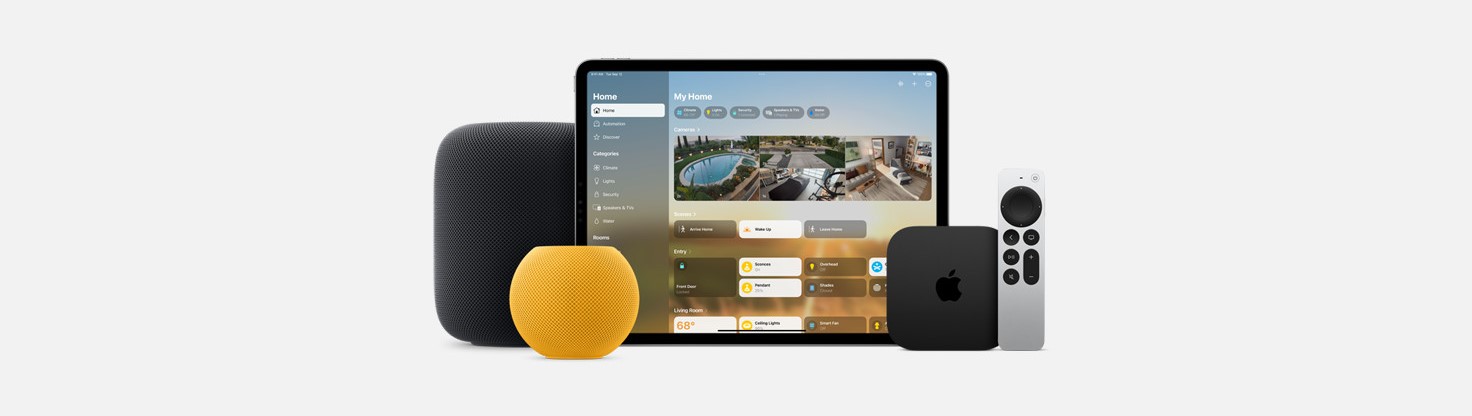 Home
Home
Automation
Discover
Categories
Climate
Lights
Security
Speakers & TVs
Water
Rooms
My Home
Climate
Lights
Security
Speakers & TVs
Water
Cameras
Scenes
Arrive Home
Wake Up
Leave Home
Entry
Front Door
Sconces
Overhead
Pendant
Shades
Living Room
68°
Ceiling Lights
Smart Fan